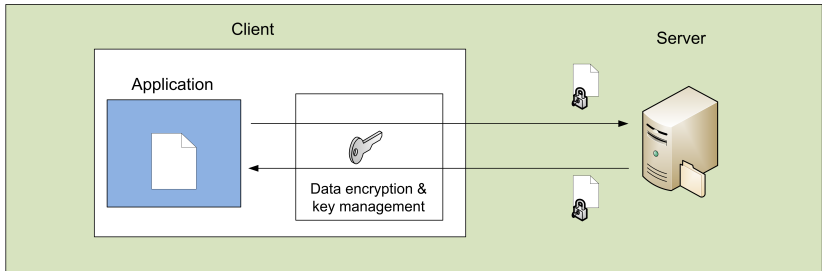 Client
Server
Application
Data encryption &
key management